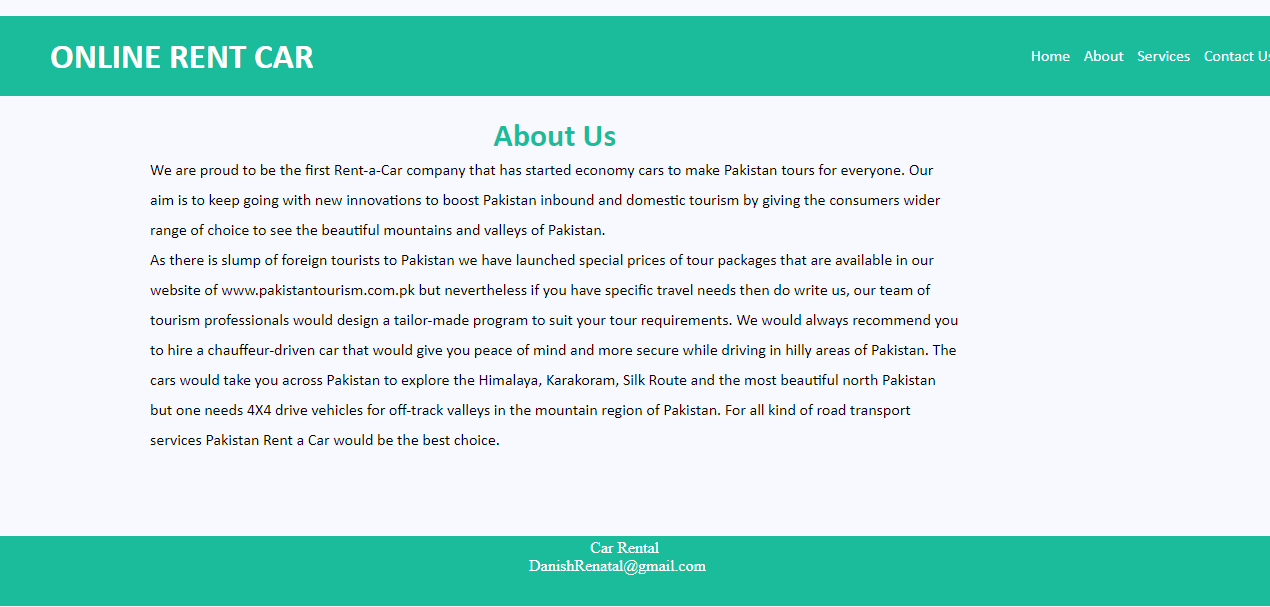 ONLINE RENT CAR
Home About Services Contact Us
About Us
We are proud to be the first Rent-a-Car company that has started economy cars to make Pakistan tours for everyone. Our
aim is to keep going with new innovations to boost Pakistan inbound and domestic tourism by giving the consumers wider
range of choice to see the beautiful mountains and valleys of Pakistan.
As there is slump of foreign tourists to Pakistan we have launched special prices of tour packages that are available in our
website of www.pakistantourism.com.pk but nevertheless if you have specific travel needs then do write us, our team of
tourism professionals would design a tailor-made program to suit your tour requirements. We would always recommend you
to hire a chauffeur-driven car that would give you peace of mind and more secure while driving in hilly areas of Pakistan. The
cars would take you across Pakistan to explore the Himalaya, Karakoram, Silk Route and the most beautiful north Pakistan
but one needs 4X4 drive vehicles for off-track valleys in the mountain region of Pakistan. For all kind of road transport
services Pakistan Rent a Car would be the best choice.
Car Rental
DanishRenatal@gmail.com